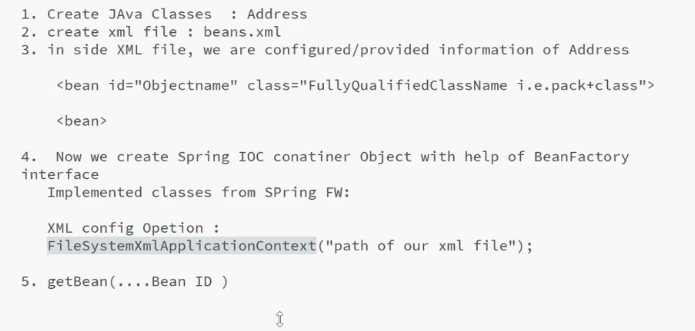 1. Create JAva Classes  : Address
2. create xml file : beans.xml
3. in side XML file, we are configured/provided information of Address
<bean id="Objectname" class="FullyQualifiedClassName i.e.pack+class">
<bean>
4.  Now we create Spring IOC conatiner Object with help of BeanFactory
interface
Implemented classes from SPring FW:
XML config Opetion :
FileSystemXmlApplicationContext("path of our xml file");
5. getBean(....Bean ID )